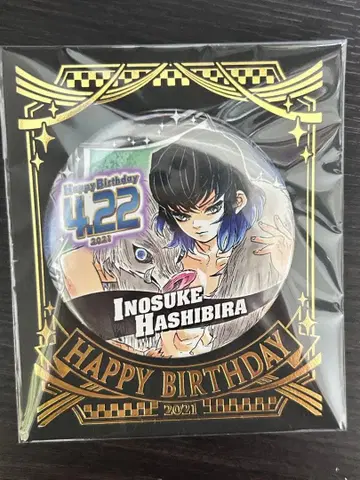 Happy Birthday
4.22
2021
INOSUKE
HASHIBIRA
HAPPY BIRTHDAY
2021